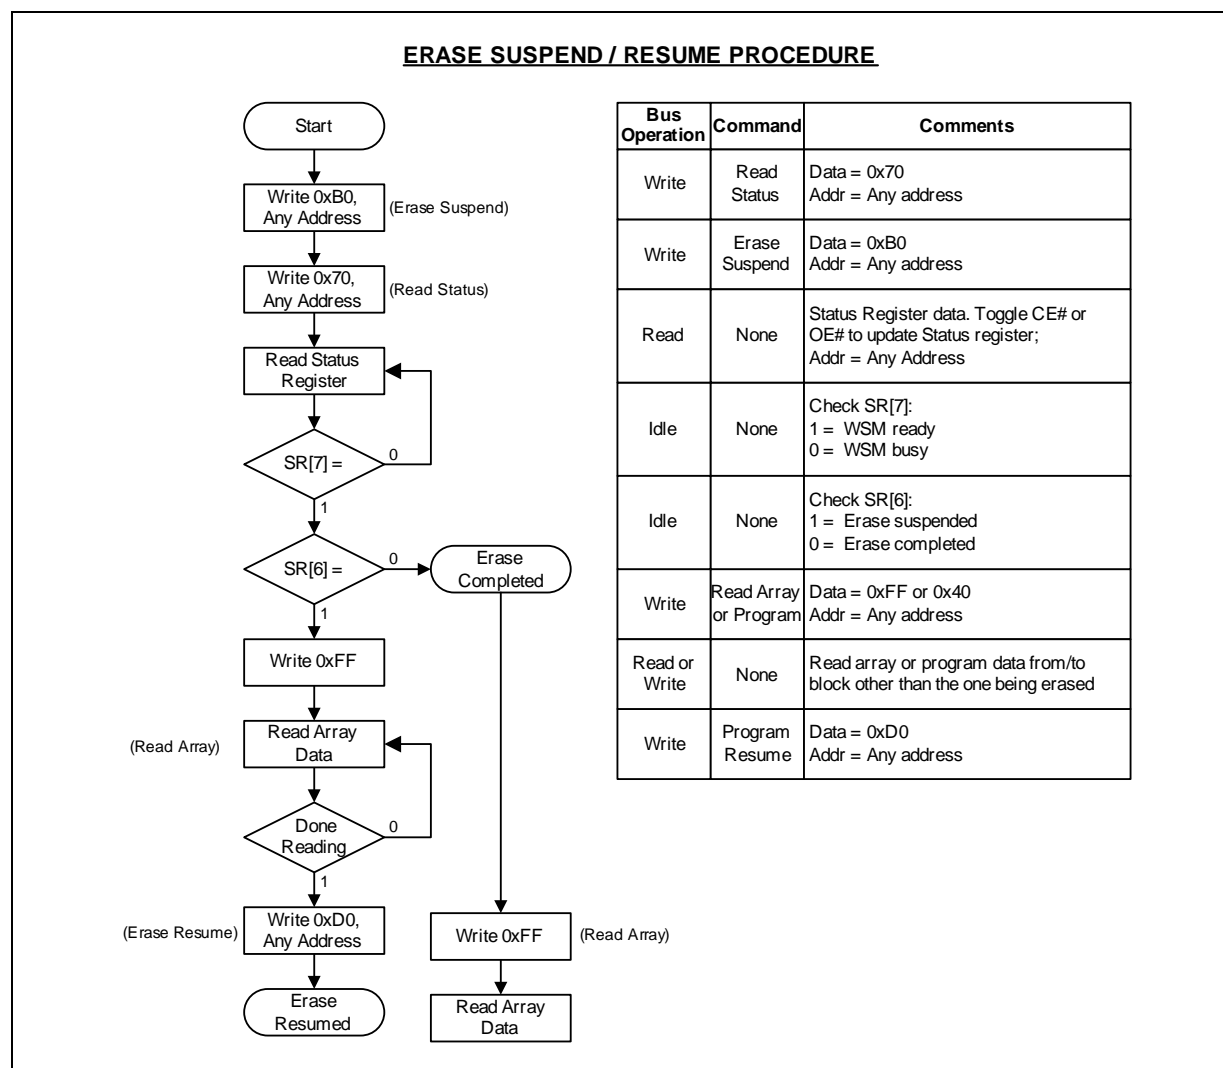 ERASE SUSPEND / RESUME PROCEDURE
Start
Write 0xB0,
Any Address
(Erase Suspend)
Write 0x70,
Any Address
(Read Status)
Read Status
Register
SR[7] =
0
1
SR[6] =
0
1
Erase
Completed
Write 0xFF
Read Array
Data
(Read Array)
Done
Reading
0
1
Write 0xD0,
Any Address
(Erase Resume)
Erase
Resumed
Write 0xFF
(Read Array)
Read Array
Data
Bus
Operation
Command
Comments
Write
Read
Status
Data = 0x70
Addr = Any address
Write
Erase
Suspend
Data = 0xB0
Addr = Any address
Read
None
Status Register data. Toggle CE# or
OE# to update Status register;
Addr = Any Address
Idle
None
Check SR[7]:
1 = WSM ready
0 = WSM busy
Idle
None
Check SR[6]:
1 = Erase suspended
0 = Erase completed
Write
Read Array
or Program
Data = 0xFF or 0x40
Addr = Any address
Read or
Write
None
Read array or program data from/to
block other than the one being erased
Write
Program
Resume
Data = 0xD0
Addr = Any address